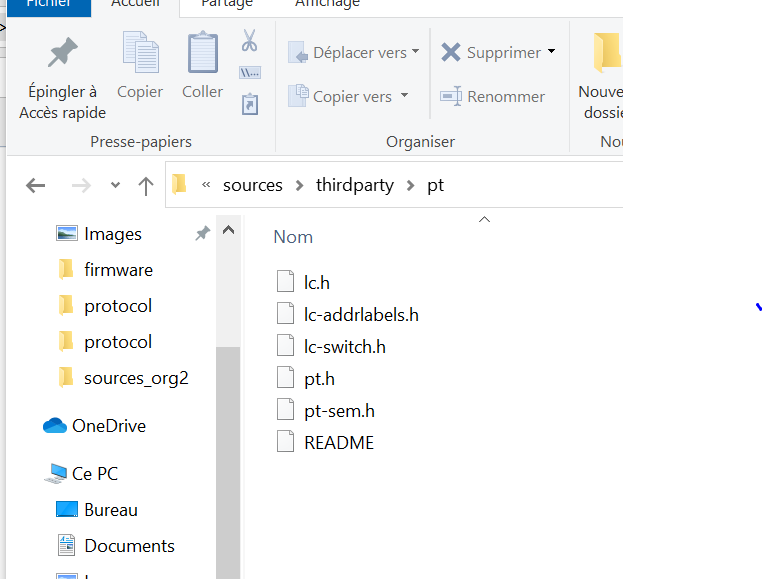 Fichier Accueil Partage Affichage
Déplacer vers Supprimer
Épingler à Copier Coller Copier vers Renommer Nouve
Accès rapide dossie
Presse-papiers Organiser No
« sources > thirdparty > pt
Images
firmware
protocol
protocol
sources_org2
OneDrive
Ce PC
Bureau
Documents
Nom
lc.h
lc-addrlabels.h
lc-switch.h
pt.h
pt-sem.h
README